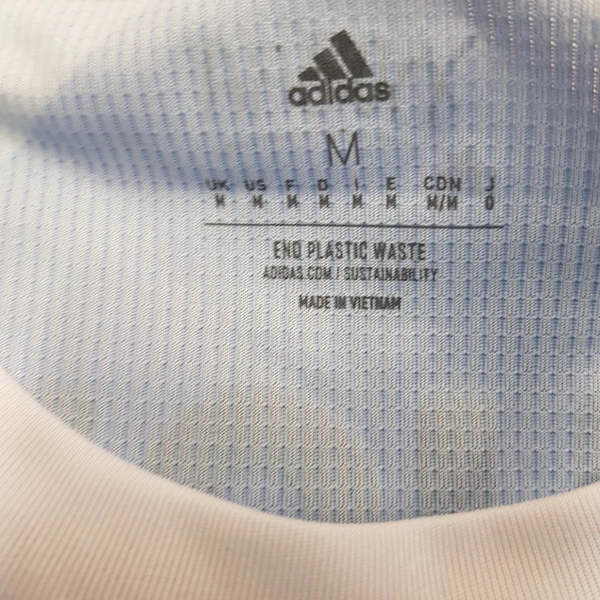 adidas
M
UK US F D I E CDN J
M M M M M M M/M O
END PLASTIC WASTE
ADIDAS.COM / SUSTAINABILITY
MADE IN VIETNAM